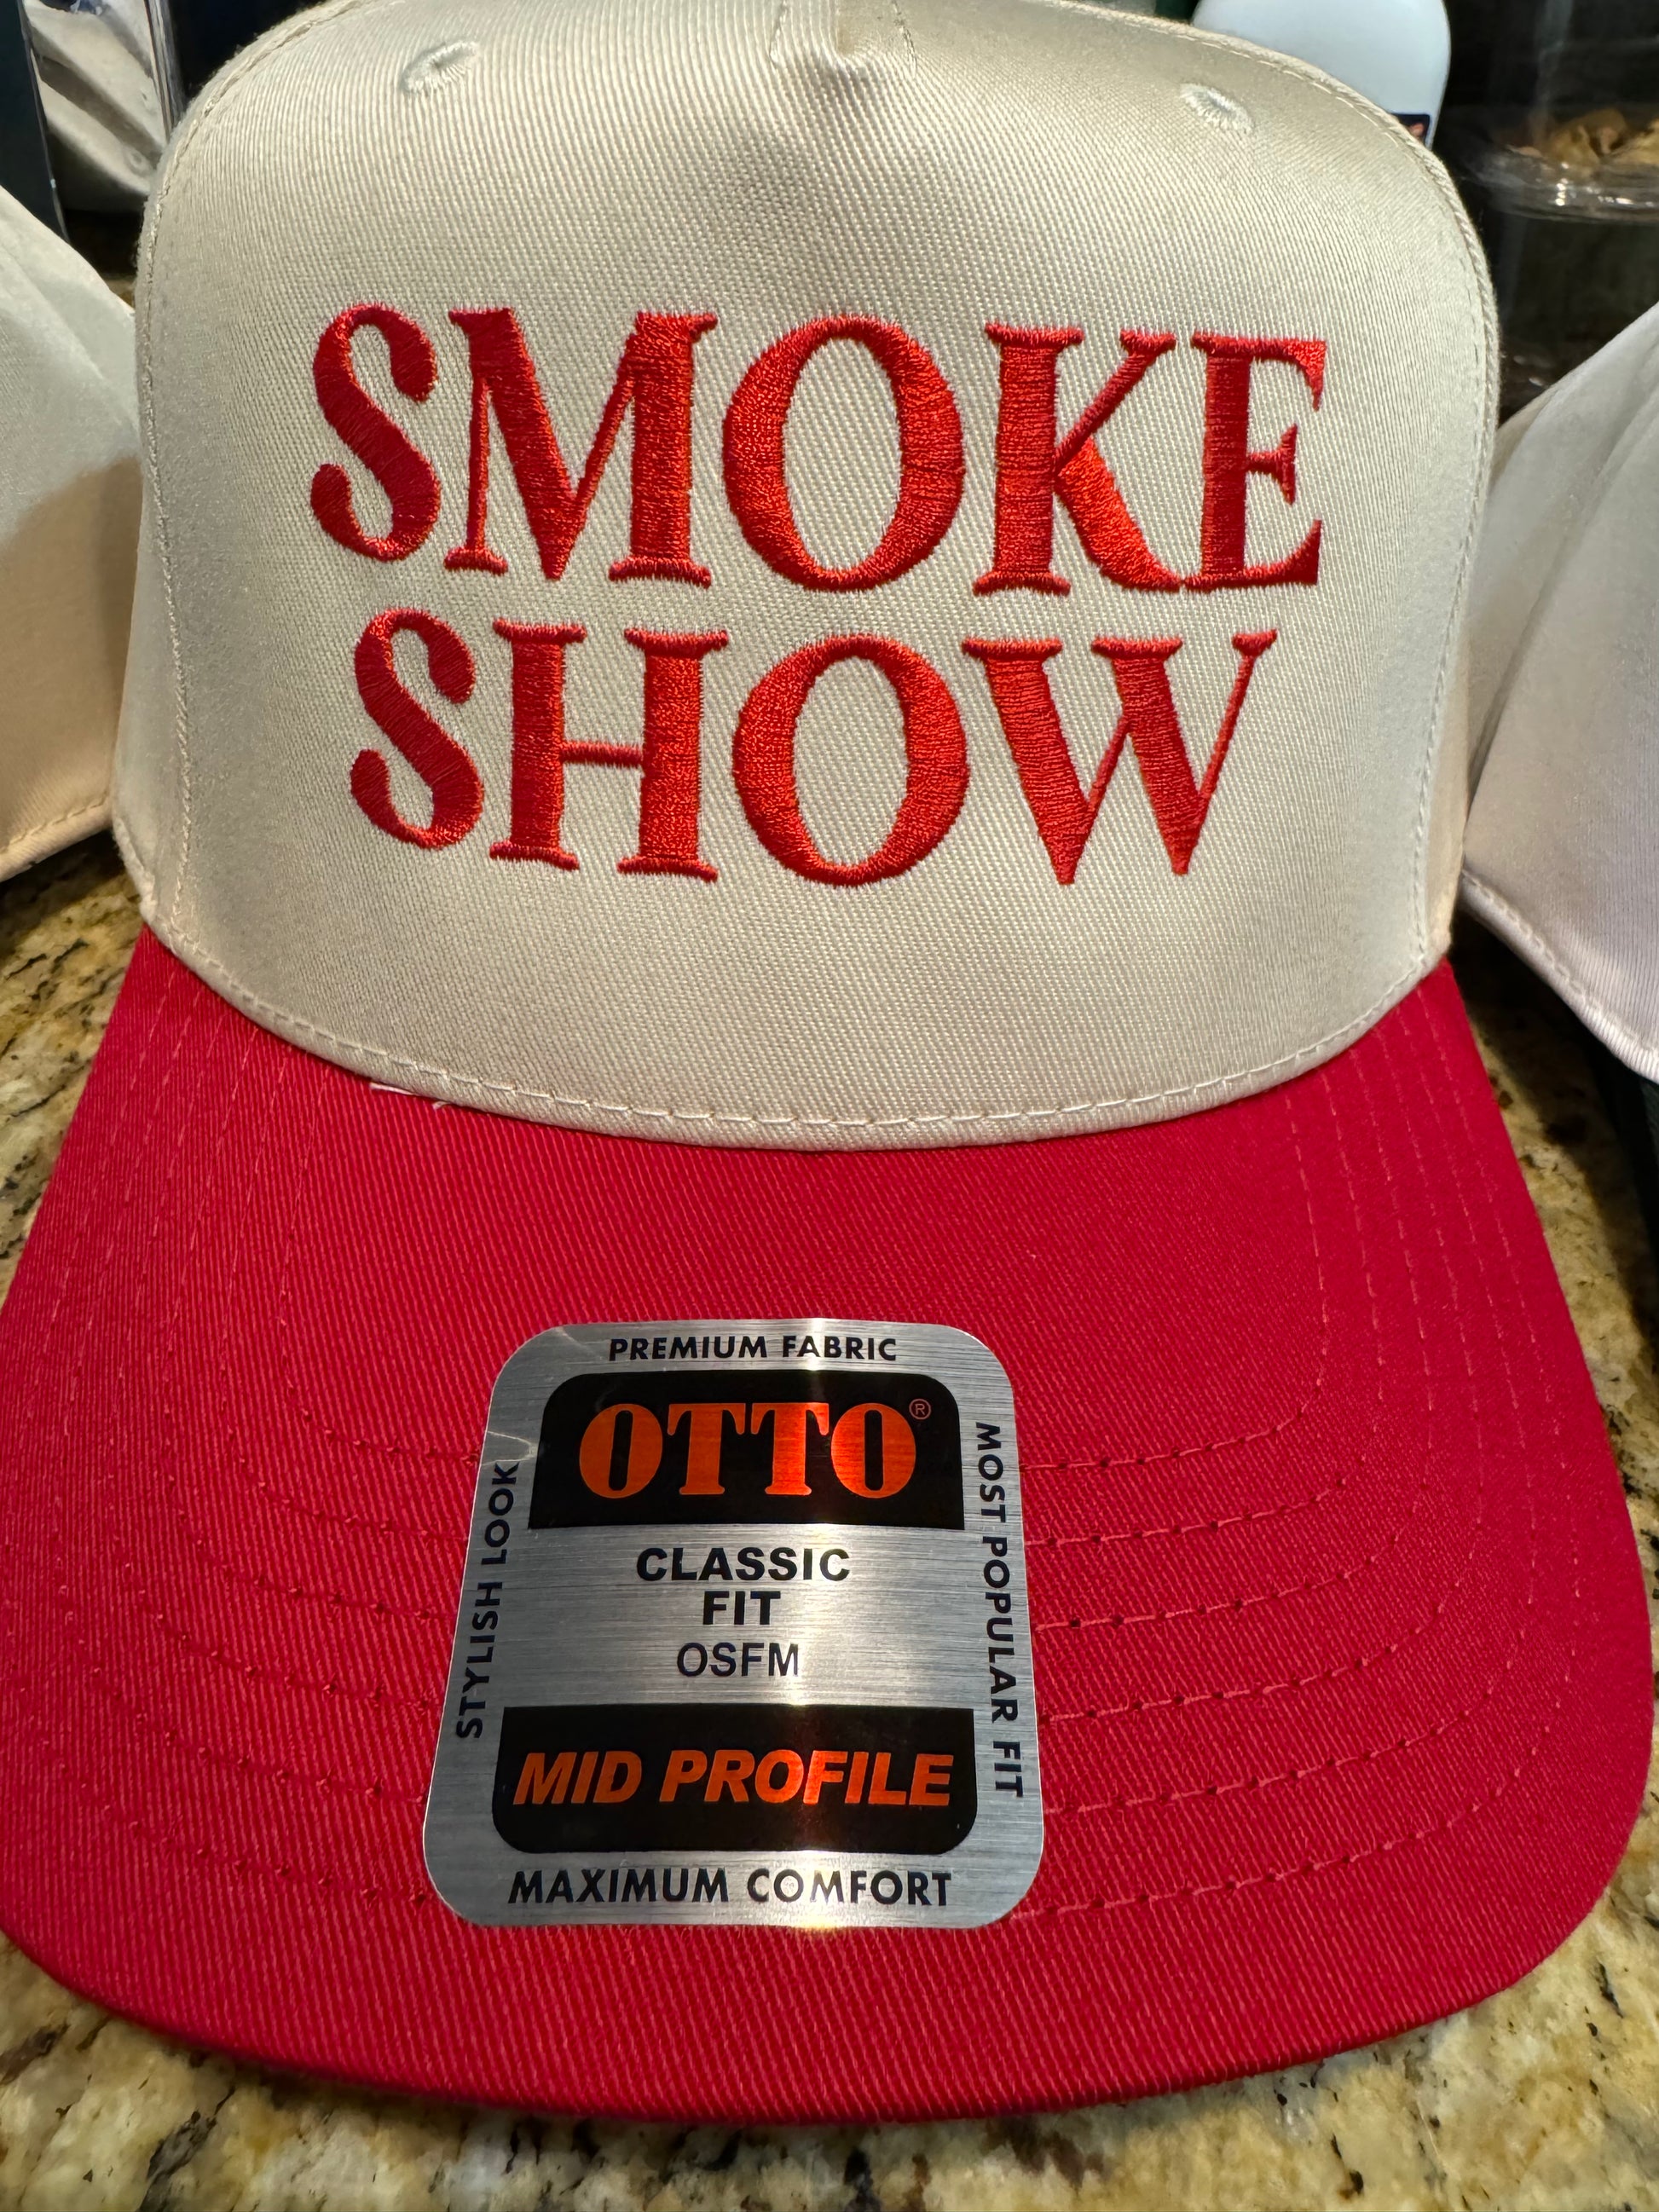 SMOKE
SHOW
PREMIUM FABRIC
OTTO®
STYLISH LOOK
MOST POPULAR FIT
CLASSIC
FIT
OSFM
MID PROFILE
MAXIMUM COMFORT